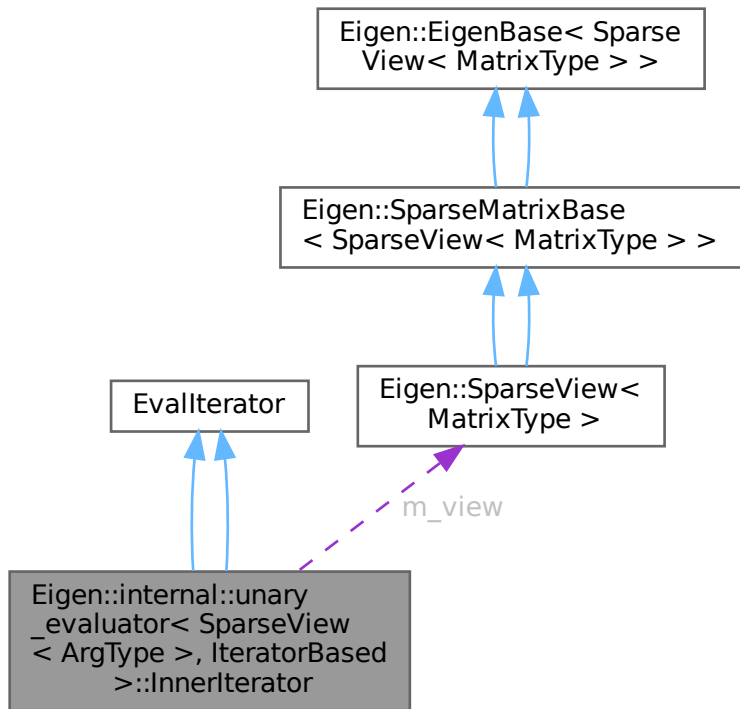 Eigen::EigenBase< Sparse
View< MatrixType > >
Eigen::SparseMatrixBase
< SparseView< MatrixType > >
EvalIterator
Eigen::SparseView<
MatrixType >
m_view
Eigen::internal::unary
_evaluator< SparseView
< ArgType >, IteratorBased
>::InnerIterator